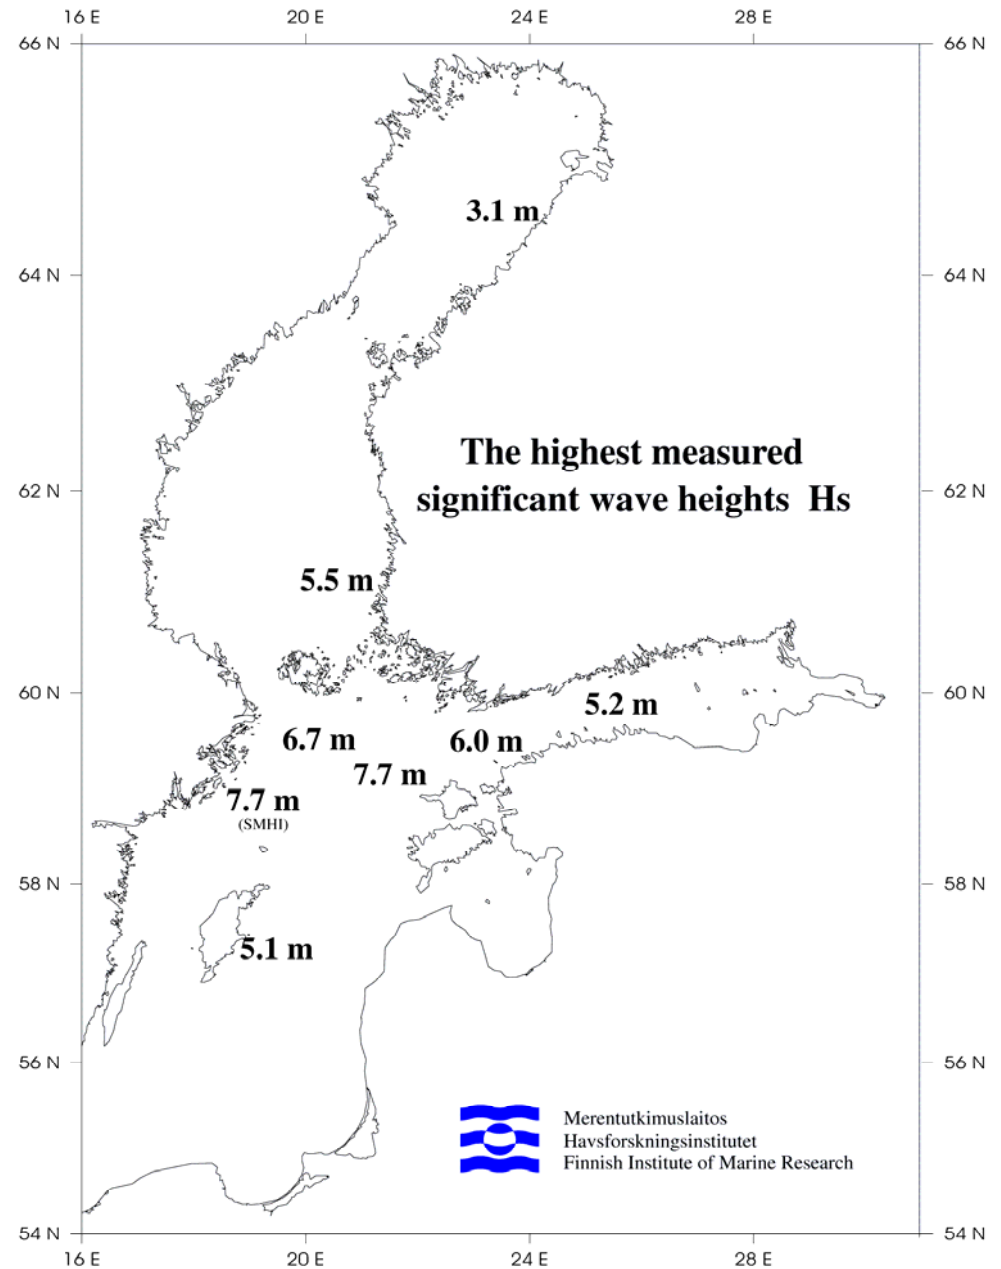 16 E 20 E 24 E 28 E
66 N 66 N
3.1 m
64 N 64 N
The highest measured
significant wave heights Hs
62 N 62 N
5.5 m
60 N 60 N
5.2 m
6.7 m 6.0 m
7.7 m
7.7 m
(SMHI)
58 N 58 N
5.1 m
56 N 56 N
Merentutkimuslaitos
Havsforskningsinstitutet
Finnish Institute of Marine Research
54 N 54 N
16 E 20 E 24 E 28 E